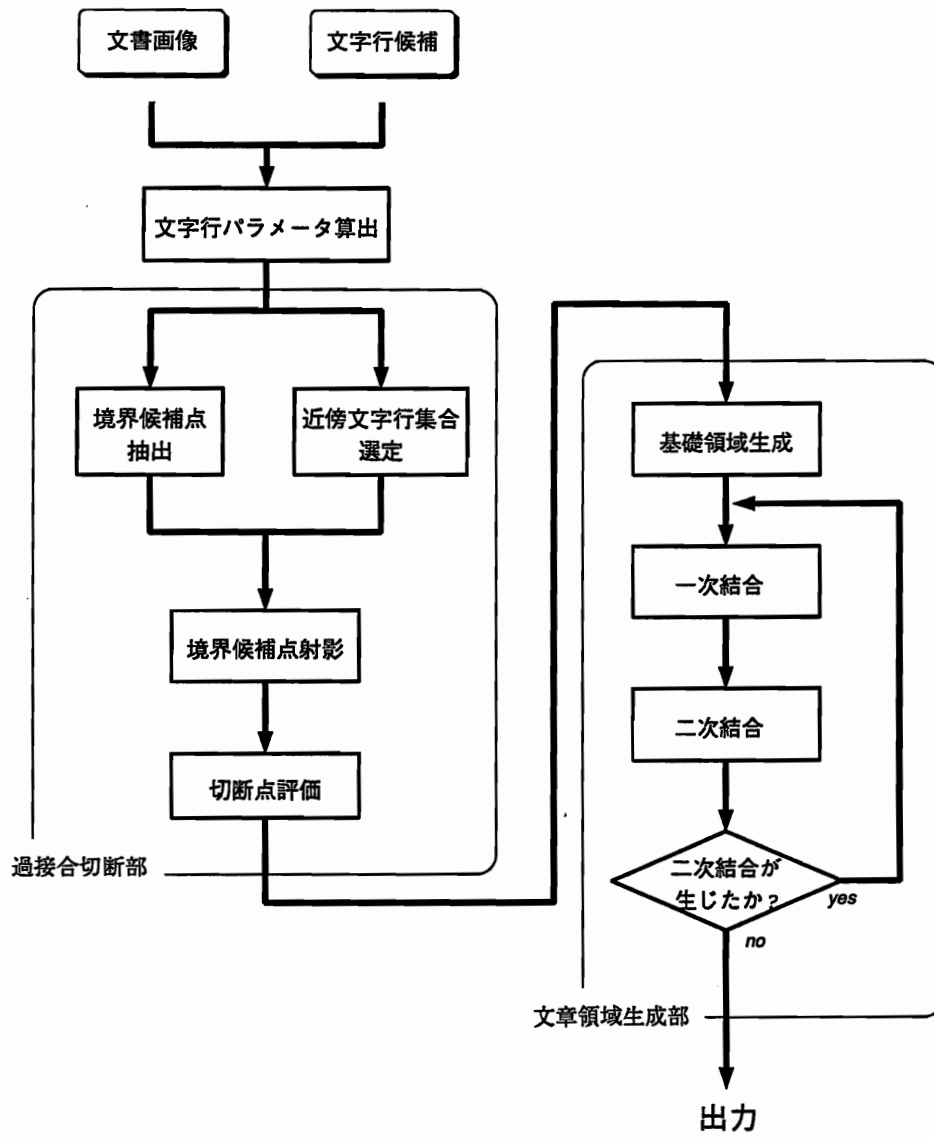 文書画像
文字行候補
文字行パラメータ算出
境界候補点
抽出
近傍文字行集合
選定
境界候補点射影
切断点評価
過接合切断部
基礎領域生成
一次結合
二次結合
二次結合が
生じたか?
yes
no
文章領域生成部
出力